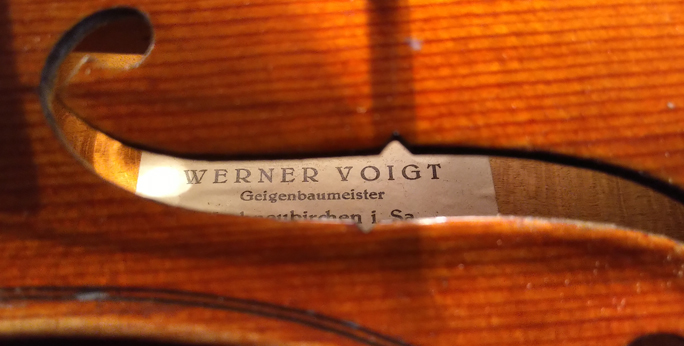 WERNER VOIGT
Geigenbaumeister
i. Sa.